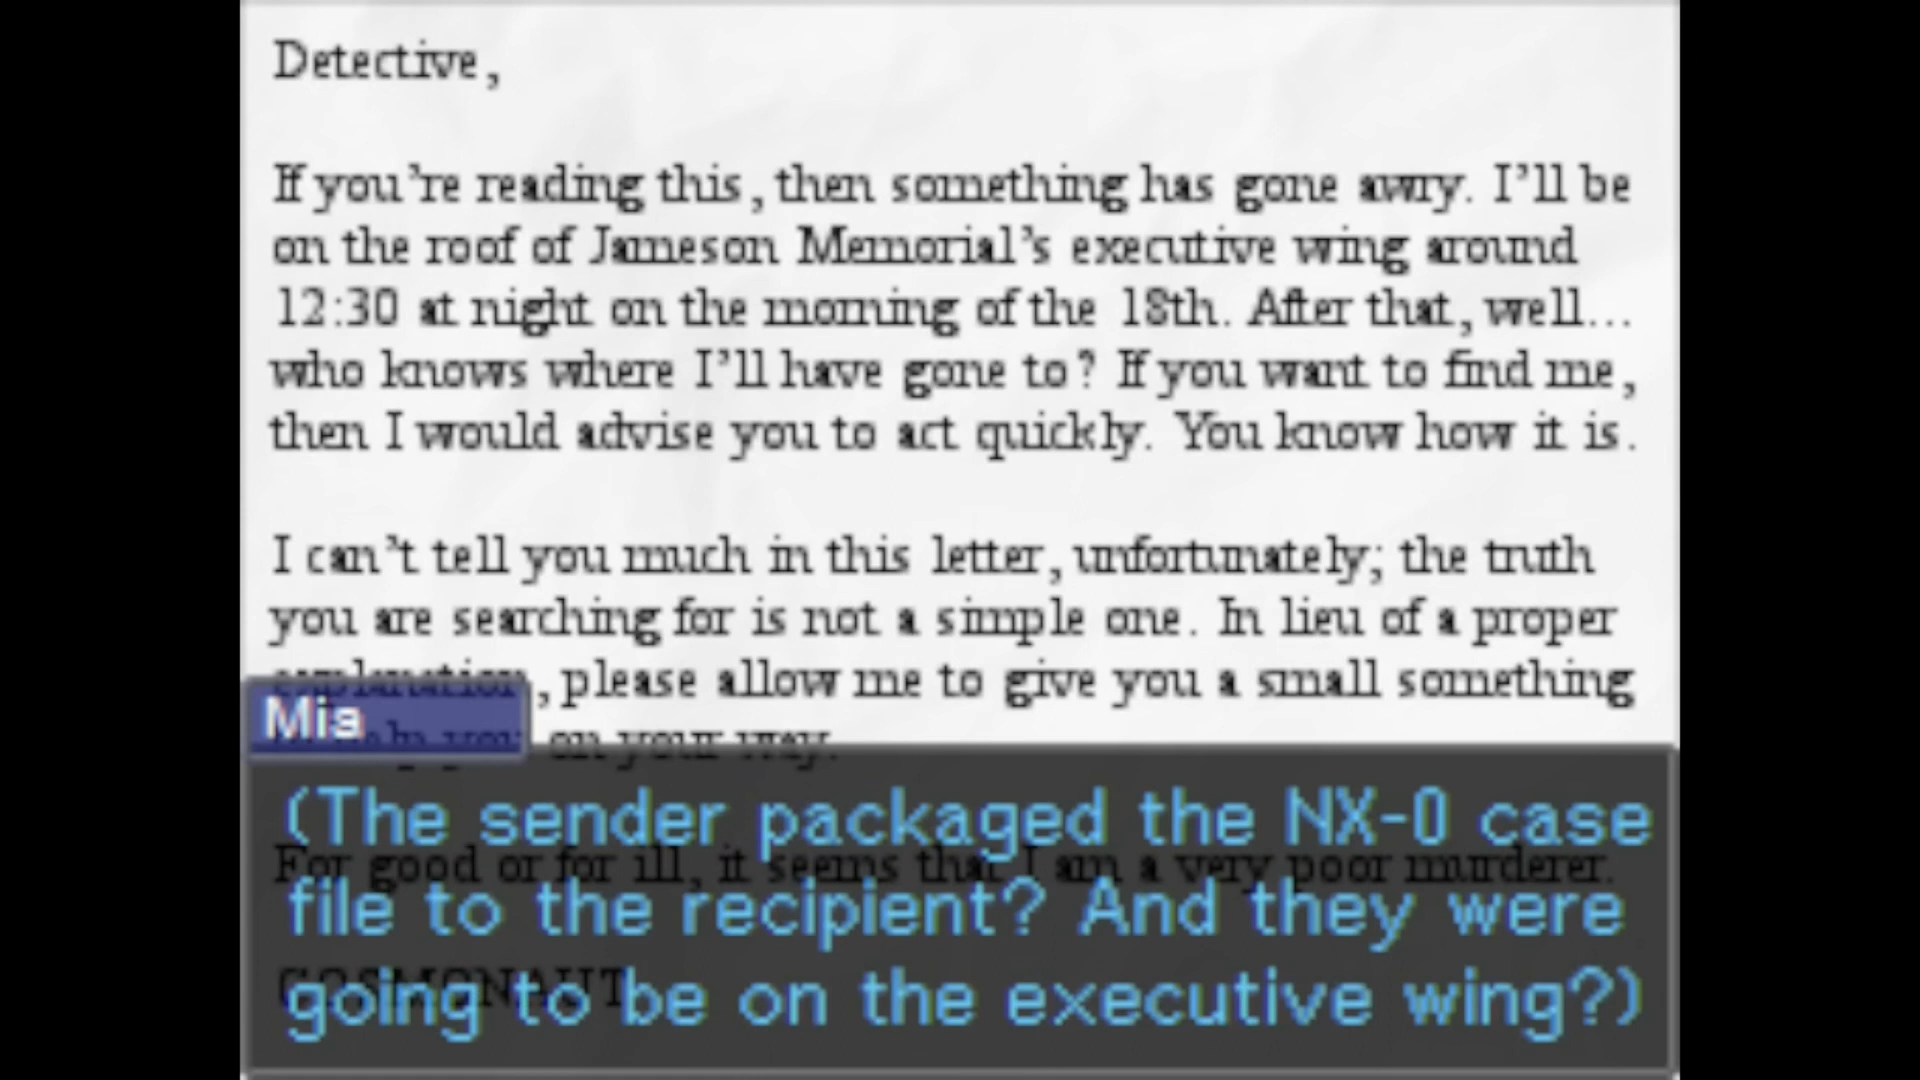 Detective,
If you're reading this, then something has gone awry. I'll be
on the roof of Jameson Memorial's executive wing around
12:30 at night on the morning of the 18th. After that, well...
who knows where I'll have gone to? If you want to find me,
then I would advise you to act quickly. You know how it is.
I can't tell you much in this letter, unfortunately; the truth
you are searching for is not a simple one. In lieu of a proper
explanation, please allow me to give you a small something
help you on your way.
For good or for ill, it seems that I am a very poor murderer.
COSMONAUT
Mia
(The sender packaged the NX-0 case
file to the recipient? And they were
going to be on the executive wing?)